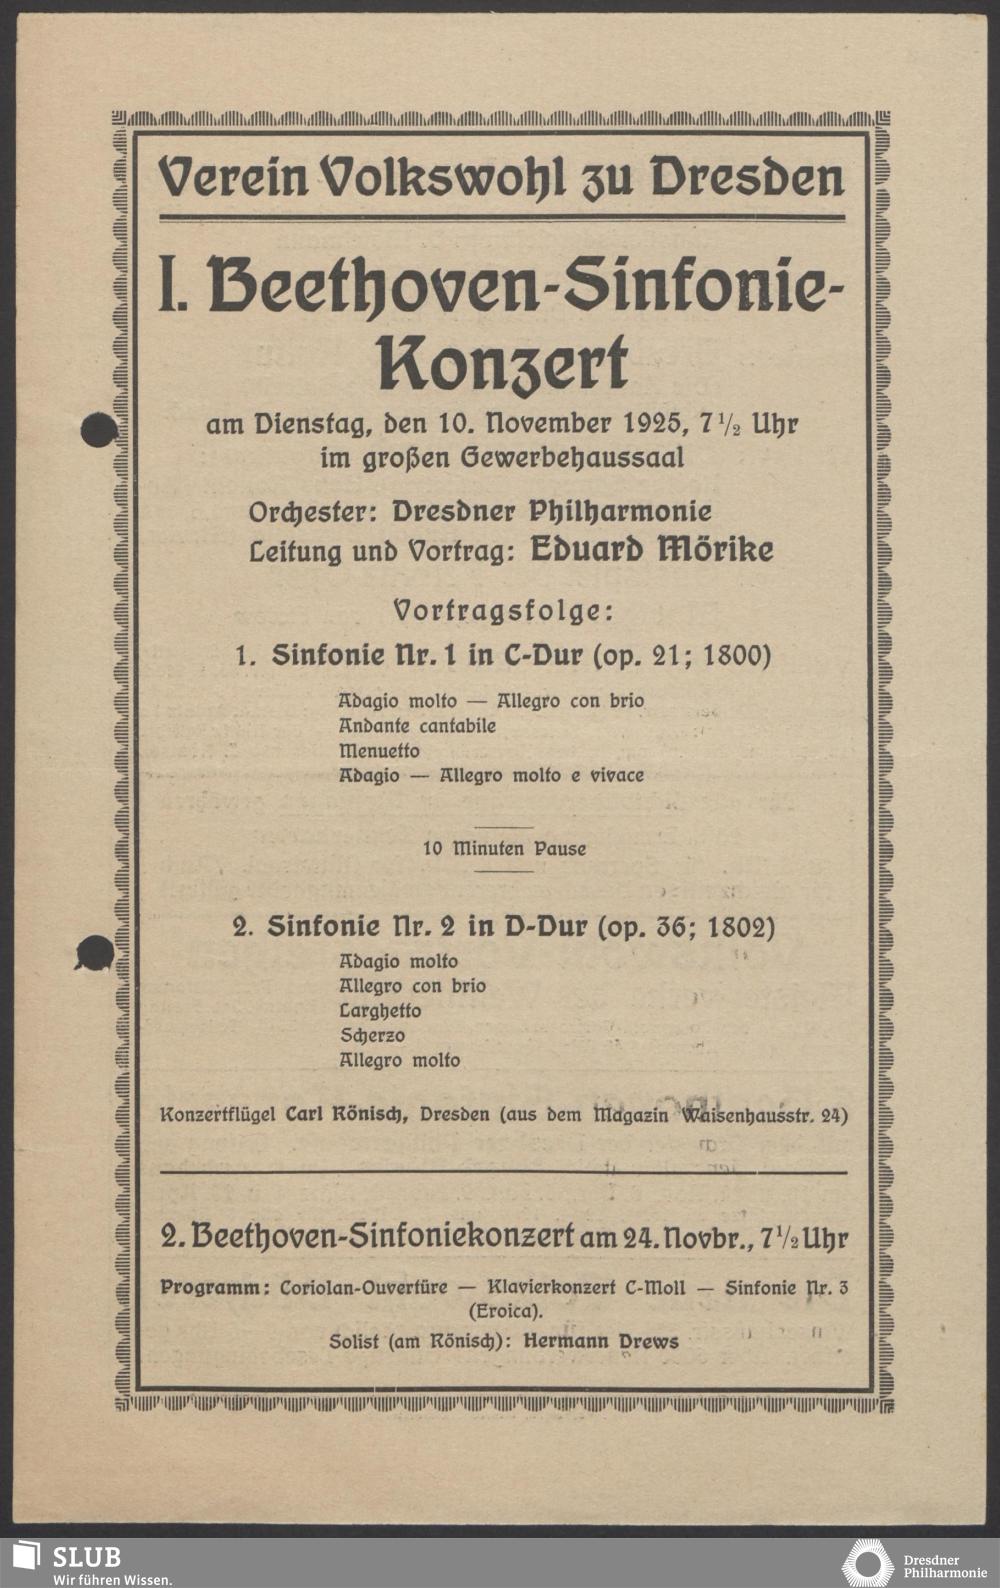 Verein Volkswohl zu Dresden
I. Beethoven-Sinfonie-
Konzert
am Dienstag, den 10. November 1925, 7 1/2 Uhr
im großen Gewerbehaussaal
Orchester: Dresdner Philharmonie
Leitung und Vortrag: Eduard Mörike
Vortragsfolge:
1. Sinfonie Nr. 1 in C-Dur (op. 21; 1800)
Adagio molto — Allegro con brio
Andante cantabile
Menuetto
Adagio — Allegro molto e vivace
10 Minuten Pause
2. Sinfonie Nr. 2 in D-Dur (op. 36; 1802)
Adagio molto
Allegro con brio
Larghetto
Scherzo
Allegro molto
Konzertflügel Carl Rönisch, Dresden (aus dem Magazin Waisenhausstr. 24)
2. Beethoven-Sinfoniekonzert am 24. Novbr., 7 1/2 Uhr
Programm: Coriolan-Ouvertüre — Klavierkonzert C-Moll — Sinfonie Nr. 3
(Eroica).
Solist (am Rönisch): Hermann Drews
SLUB
Wir führen Wissen.
Dresdner
Philharmonie